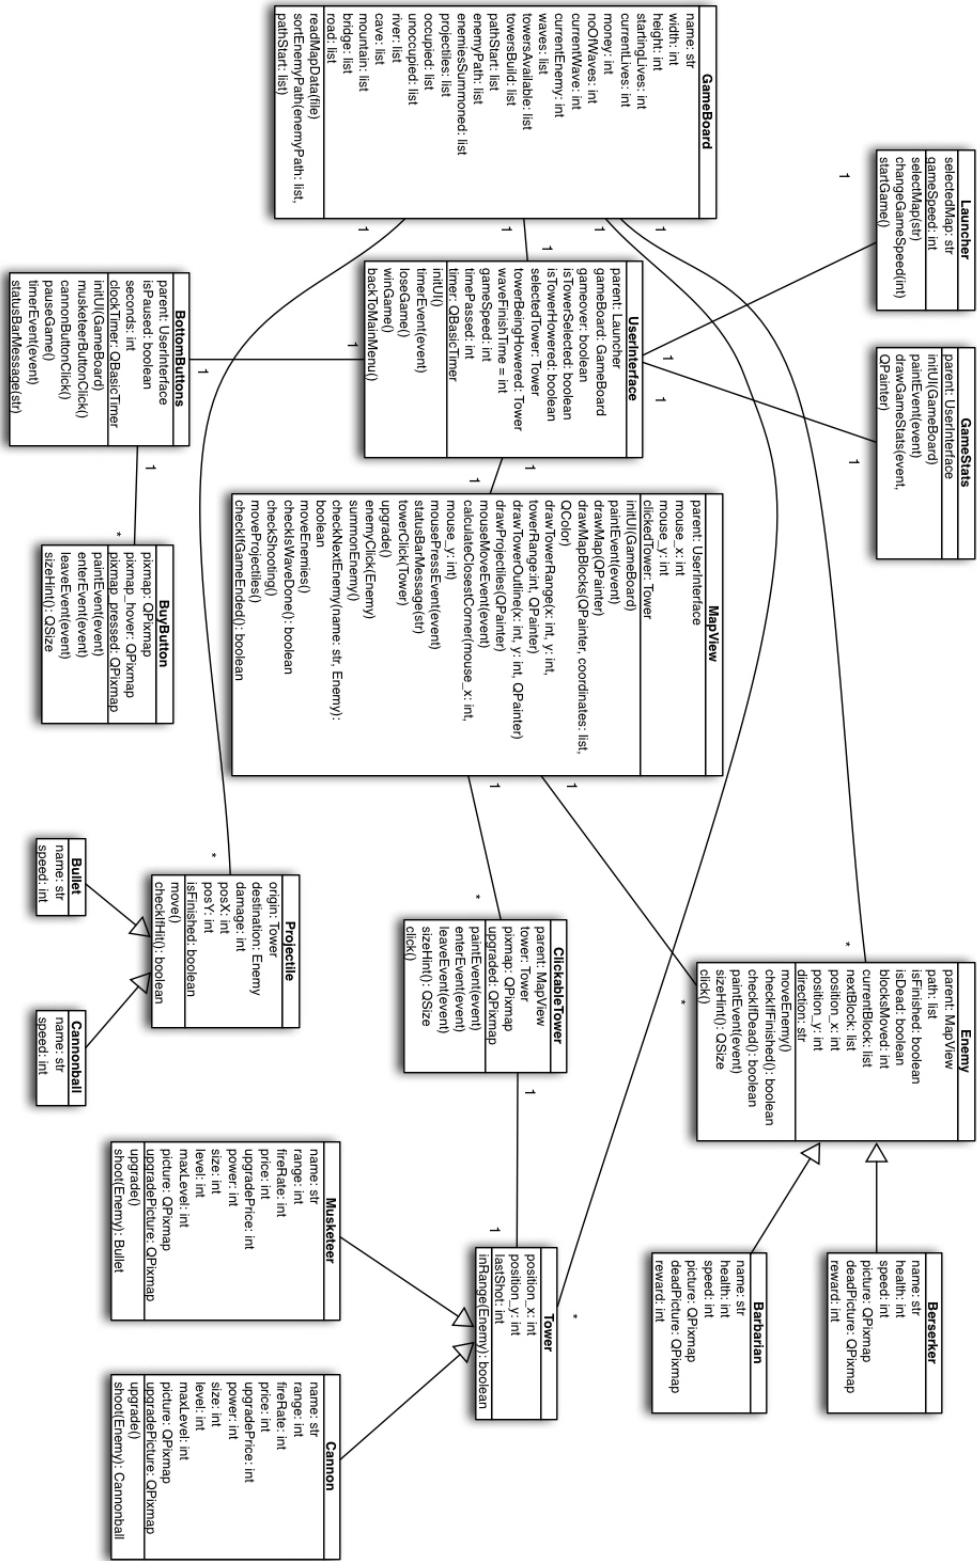 Launcher
selectedMap: str
gameSpeed: int
selectMap(str)
changeGameSpeed(int)
startGame()
GameStats
parent: UserInterface
initUI(GameBoard)
paintEvent(event)
drawGameStats(event,
QPainter)
Enemy
parent: MapView
path: list
isFinished: boolean
isDead: boolean
blocksMoved: int
currentBlock: list
nextBlock: list
position_x: int
position_y: int
direction: str
moveEnemy()
checkIfFinished(): boolean
checkIfDead(): boolean
paintEvent(event)
sizeHint(): QSize
click()
Berserker
name: str
health: int
speed: int
picture: QPixmap
deadPicture: QPixmap
reward: int
Barbarian
name: str
health: int
speed: int
picture: QPixmap
deadPicture: QPixmap
reward: int
1
1
*
GameBoard
name: str
width: int
height: int
startingLives: int
currentLives: int
money: int
noOfWaves: int
currentWave: int
currentEnemy: int
waves: list
towersAvailable: list
towersBuild: list
pathStart: list
enemyPath: list
enemiesSummoned: list
projectiles: list
occupied: list
unoccupied: list
river: list
cave: list
mountain: list
bridge: list
road: list
readMapData(file)
sortEnemyPath(enemyPath: list,
pathStart: list)
1
1
1
1
1
1
1
UserInterface
parent: Launcher
gameBoard: GameBoard
gameover: boolean
isTowerSelected: boolean
isTowerHowered: boolean
selectedTower: Tower
towerBeingHowered: Tower
waveFinishTime = int
gameSpeed: int
timePassed: int
timer: QBasicTimer
initUI()
timerEvent(event)
loseGame()
winGame()
backToMainMenu()
1
1
1
1
MapView
parent: UserInterface
mouse_x: int
mouse_y: int
clickedTower: Tower
initUI(GameBoard)
paintEvent(event)
drawMap(QPainter)
drawMapBlocks(QPainter, coordinates: list,
QColor)
drawTowerRange(x: int, y: int,
towerRange:int, QPainter)
drawTowerOutline(x: int, y: int, QPainter)
drawProjectiles(QPainter)
mouseMoveEvent(event)
calculateClosestCorner(mouse_x: int,
mouse_y: int)
mousePressEvent(event)
statusBarMessage(str)
towerClick(Tower)
upgrade()
enemyClick(Enemy)
summonEnemy()
checkNextEnemy(name: str, Enemy):
boolean
moveEnemies()
checkIsWaveDone(): boolean
checkShooting()
moveProjectiles()
checkIfGameEnded(): boolean
1
1
*
*
ClickableTower
parent: MapView
tower: Tower
pixmap: QPixmap
upgraded: QPixmap
paintEvent(event)
enterEvent(event)
leaveEvent(event)
sizeHint(): QSize
click()
1
1
*
Tower
position_x: int
position_y: int
lastShot: int
inRange(Enemy): boolean
BottomButtons
parent: UserInterface
isPaused: boolean
seconds: int
clockTimer: QBasicTimer
initUI(GameBoard)
musketeerButtonClick()
cannonButtonClick()
pauseGame()
timerEvent(event)
statusBarMessage(str)
1
*
BuyButton
pixmap: QPixmap
pixmap_hover: QPixmap
pixmap_pressed: QPixmap
paintEvent(event)
enterEvent(event)
leaveEvent(event)
sizeHint(): QSize
*
Projectile
origin: Tower
destination: Enemy
damage: int
posX: int
posY: int
isFinished: boolean
move()
checkIfHit(): boolean
Bullet
name: str
speed: int
Cannonball
name: str
speed: int
Musketeer
name: str
range: int
fireRate: int
price: int
upgradePrice: int
power: int
size: int
level: int
maxLevel: int
picture: QPixmap
upgradePicture: QPixmap
upgrade()
shoot(Enemy): Bullet
Cannon
name: str
range: int
fireRate: int
price: int
upgradePrice: int
power: int
size: int
level: int
maxLevel: int
picture: QPixmap
upgradePicture: QPixmap
upgrade()
shoot(Enemy): Cannonball